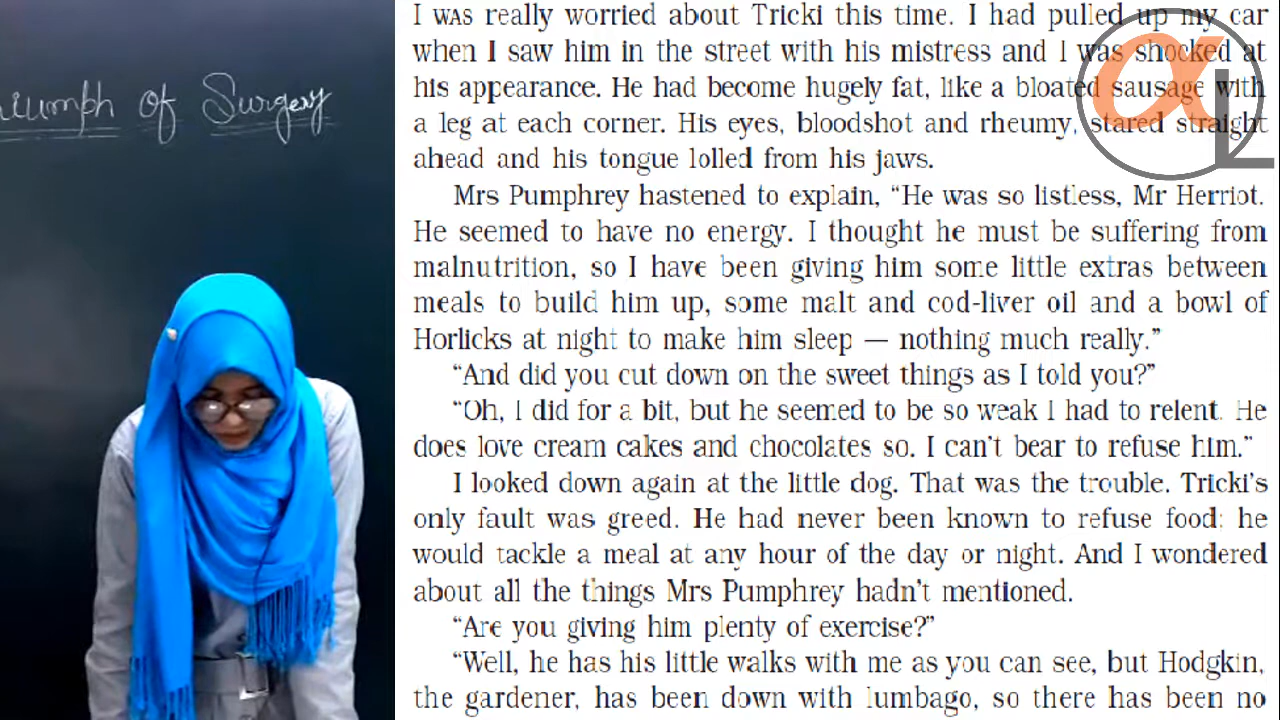 of Surgery
I WAS really worried about Tricki this time. I had pulled up my car
when I saw him in the street with his mistress and I was shocked at
his appearance. He had become hugely fat, like a bloated sausage with
a leg at each corner. His eyes, bloodshot and rheumy, stared straight
ahead and his tongue lolled from his jaws.
Mrs Pumphrey hastened to explain, “He was so listless, Mr Herriot.
He seemed to have no energy. I thought he must be suffering from
malnutrition, so I have been giving him some little extras between
meals to build him up, some malt and cod-liver oil and a bowl of
Horlicks at night to make him sleep — nothing much really.”
“And did you cut down on the sweet things as I told you?”
“Oh, I did for a bit, but he seemed to be so weak I had to relent. He
does love cream cakes and chocolates so. I can’t bear to refuse him.”
I looked down again at the little dog. That was the trouble. Tricki’s
only fault was greed. He had never been known to refuse food; he
would tackle a meal at any hour of the day or night. And I wondered
about all the things Mrs Pumphrey hadn’t mentioned.
“Are you giving him plenty of exercise?”
“Well, he has his little walks with me as you can see, but Hodgkin,
the gardener, has been down with lumbago, so there has been no
αL